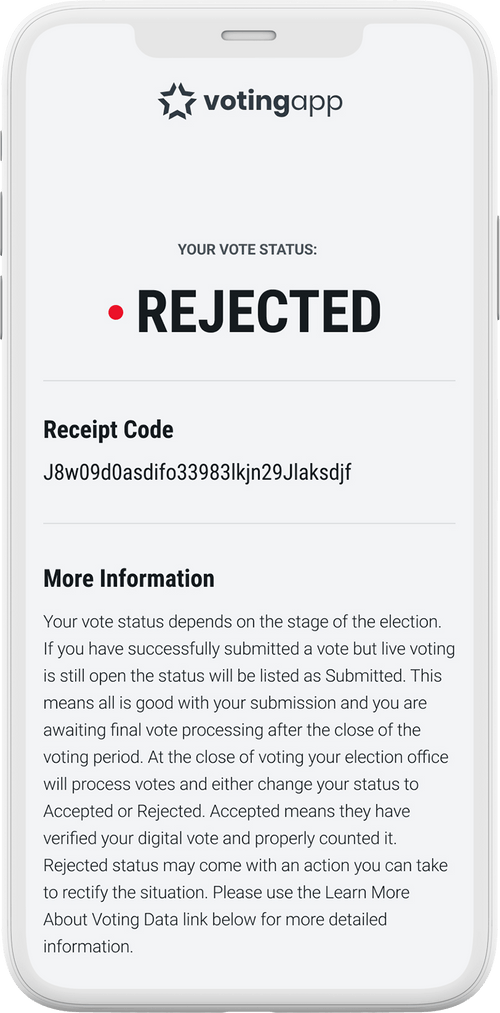 votingapp
YOUR VOTE STATUS:
REJECTED
Receipt Code
J8w09d0asdifo33983lkjn29Jlaksdjf
More Information
Your vote status depends on the stage of the election.
If you have successfully submitted a vote but live voting
is still open the status will be listed as Submitted. This
means all is good with your submission and you are
awaiting final vote processing after the close of the
voting period. At the close of voting your election office
will process votes and either change your status to
Accepted or Rejected. Accepted means they have
verified your digital vote and properly counted it.
Rejected status may come with an action you can take
to rectify the situation. Please use the Learn More
About Voting Data link below for more detailed
information.